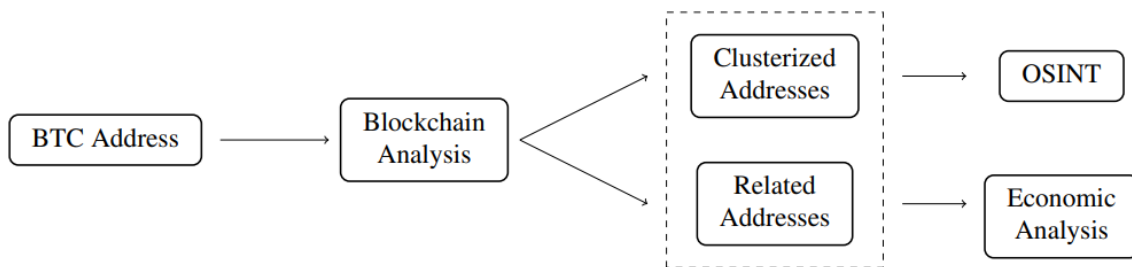 BTC Address
Blockchain
Analysis
Clusterized
Addresses
OSINT
Related
Addresses
Economic
Analysis